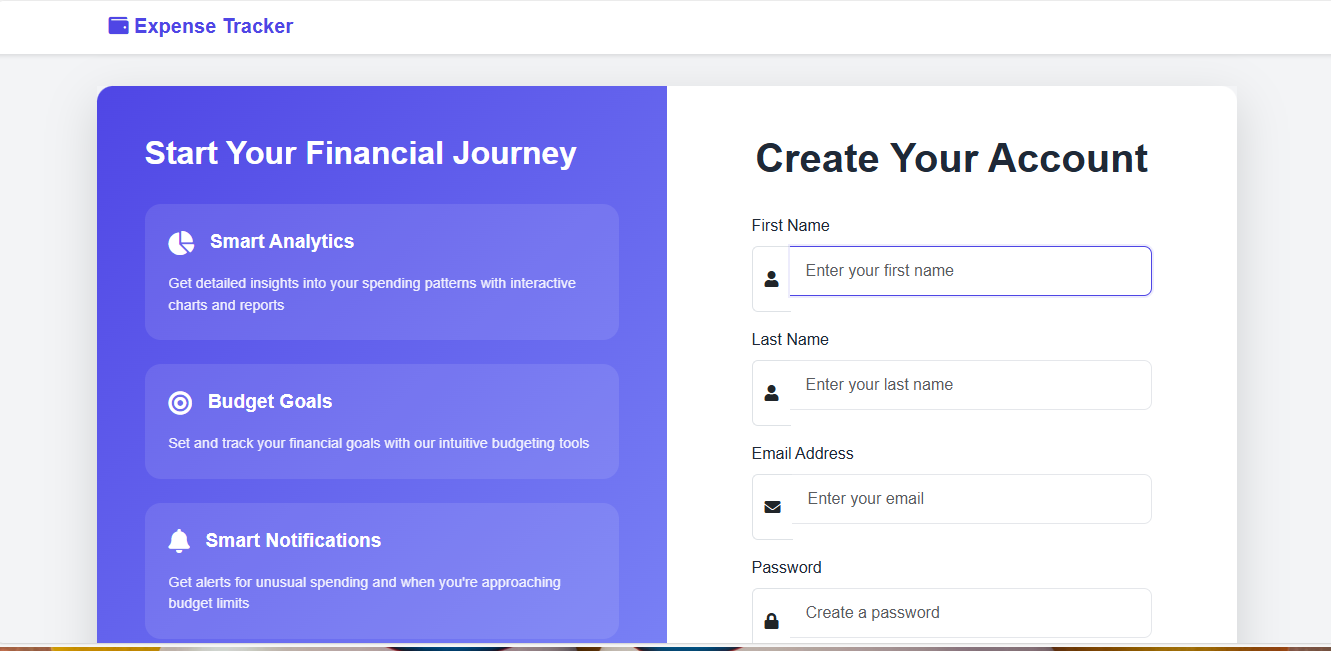 Expense Tracker
Start Your Financial Journey
Smart Analytics
Get detailed insights into your spending patterns with interactive
charts and reports
Budget Goals
Set and track your financial goals with our intuitive budgeting tools
Smart Notifications
Get alerts for unusual spending and when you're approaching
budget limits
Create Your Account
First Name
Enter your first name
Last Name
Enter your last name
Email Address
Enter your email
Password
Create a password